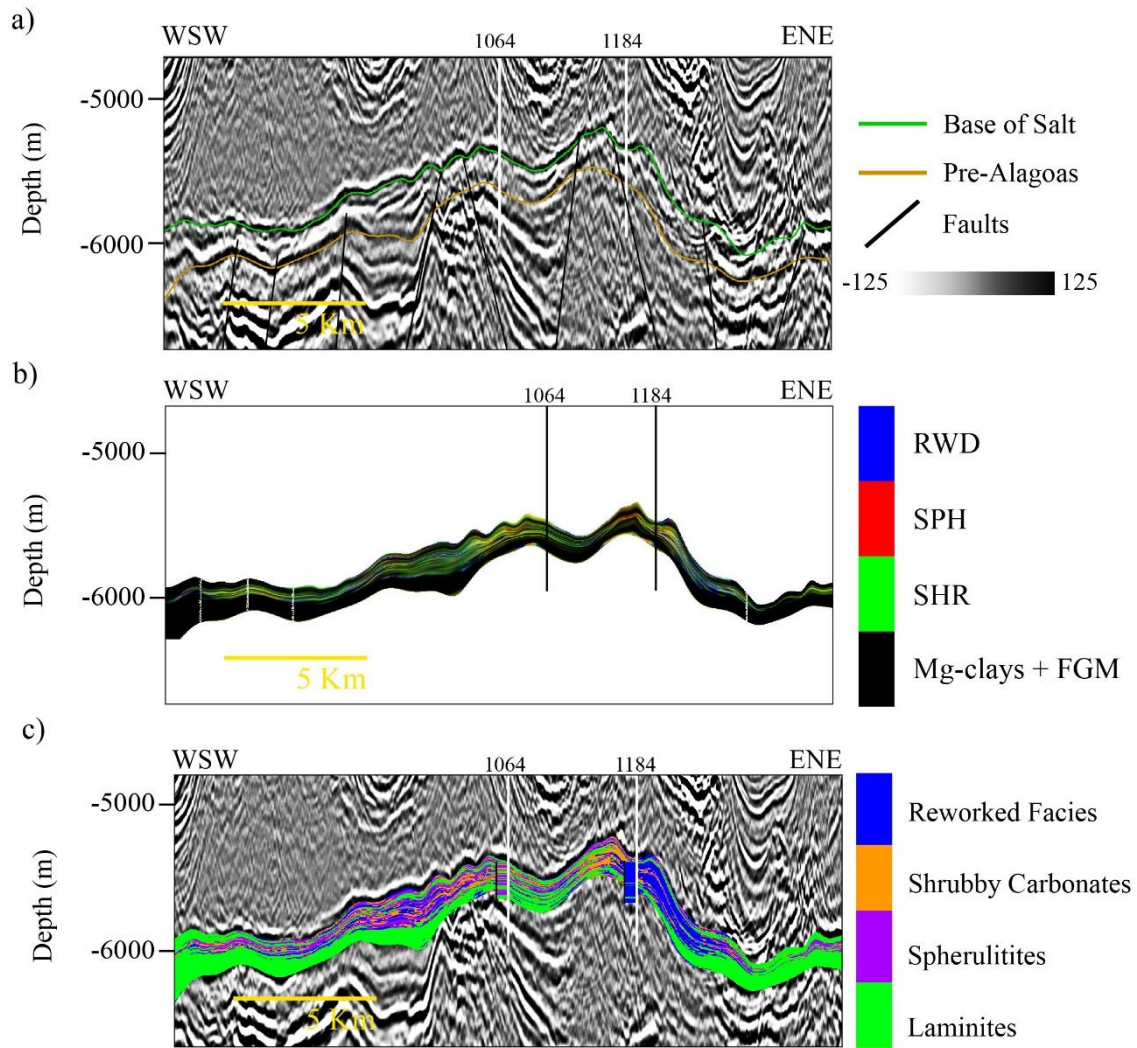 a)
WSW
1064
1184
ENE
-5000
-6000
Depth (m)
5 Km
Base of Salt
Pre-Alagoas
Faults
-125
125
b)
WSW
1064
1184
ENE
-5000
-6000
Depth (m)
5 Km
RWD
SPH
SHR
Mg-clays + FGM
c)
WSW
1064
1184
ENE
-5000
-6000
Depth (m)
5 Km
Reworked Facies
Shrubby Carbonates
Spherulitites
Laminites